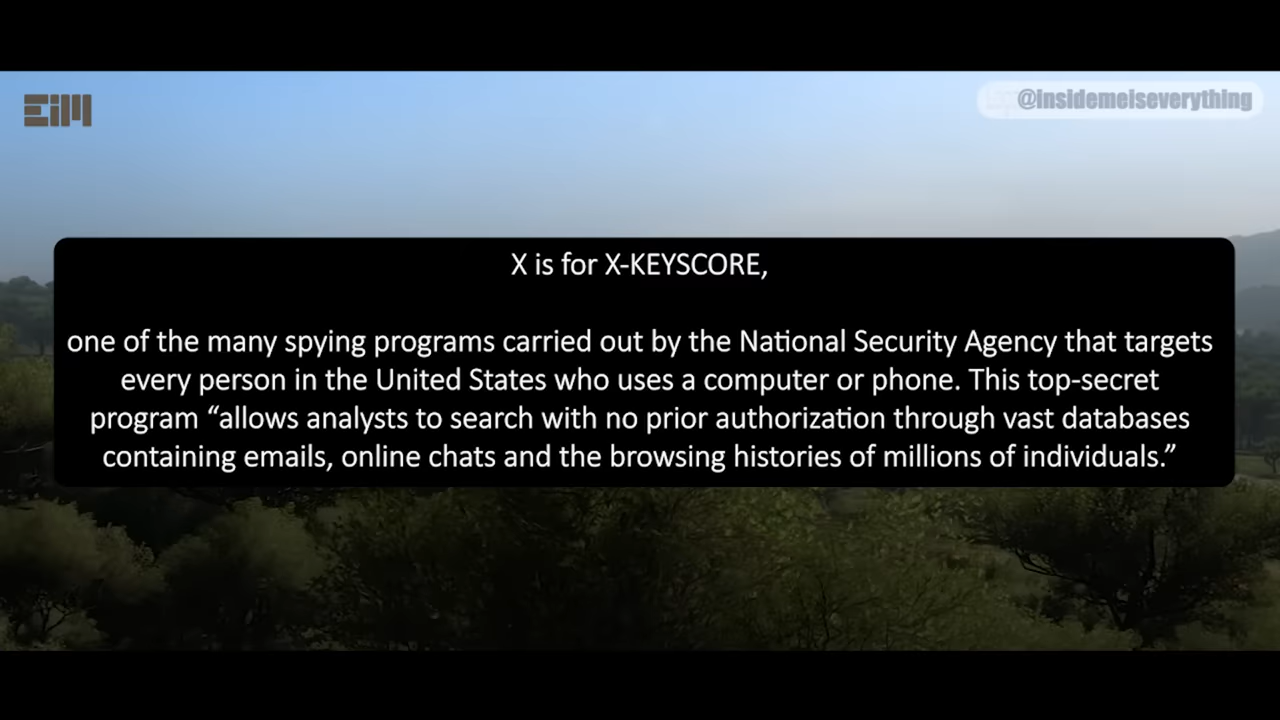 EiM
@insidemeiseverything
X is for X-KEYSCORE,
one of the many spying programs carried out by the National Security Agency that targets
every person in the United States who uses a computer or phone. This top-secret
program “allows analysts to search with no prior authorization through vast databases
containing emails, online chats and the browsing histories of millions of individuals.”